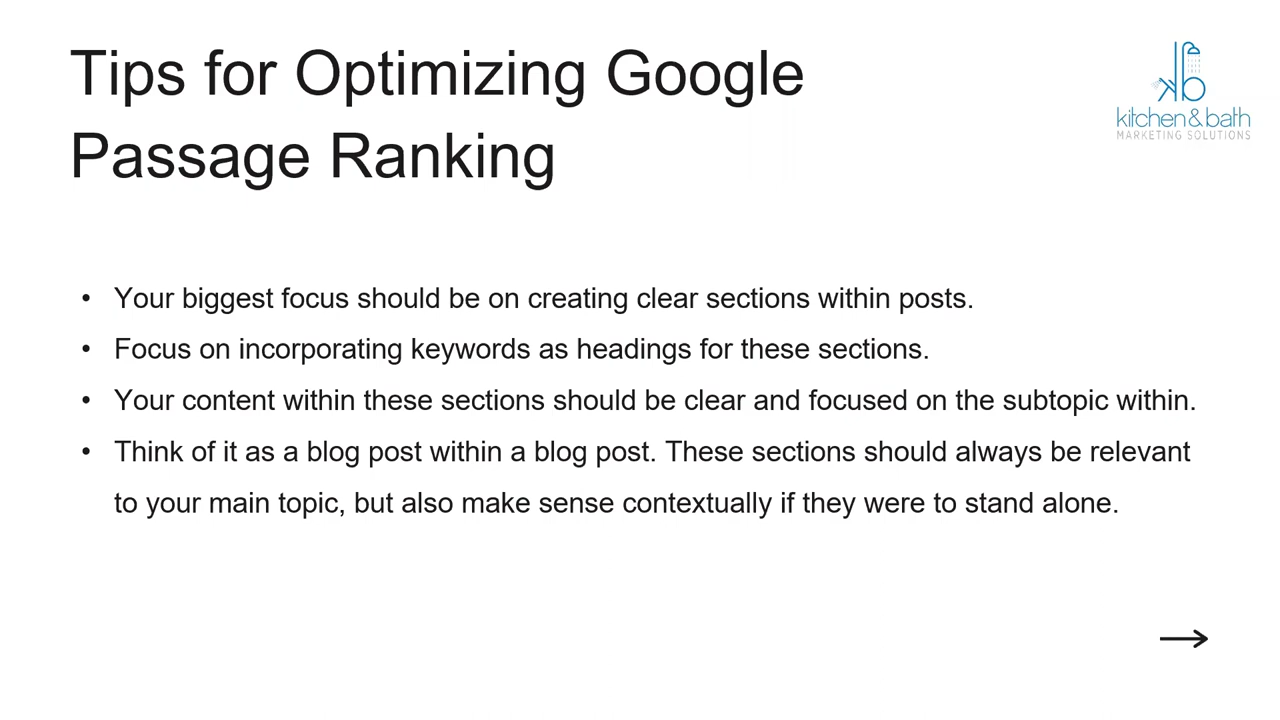 Tips for Optimizing Google
Passage Ranking
kb
kitchen & bath
MARKETING SOLUTIONS
• Your biggest focus should be on creating clear sections within posts.
• Focus on incorporating keywords as headings for these sections.
• Your content within these sections should be clear and focused on the subtopic within.
• Think of it as a blog post within a blog post. These sections should always be relevant
to your main topic, but also make sense contextually if they were to stand alone.